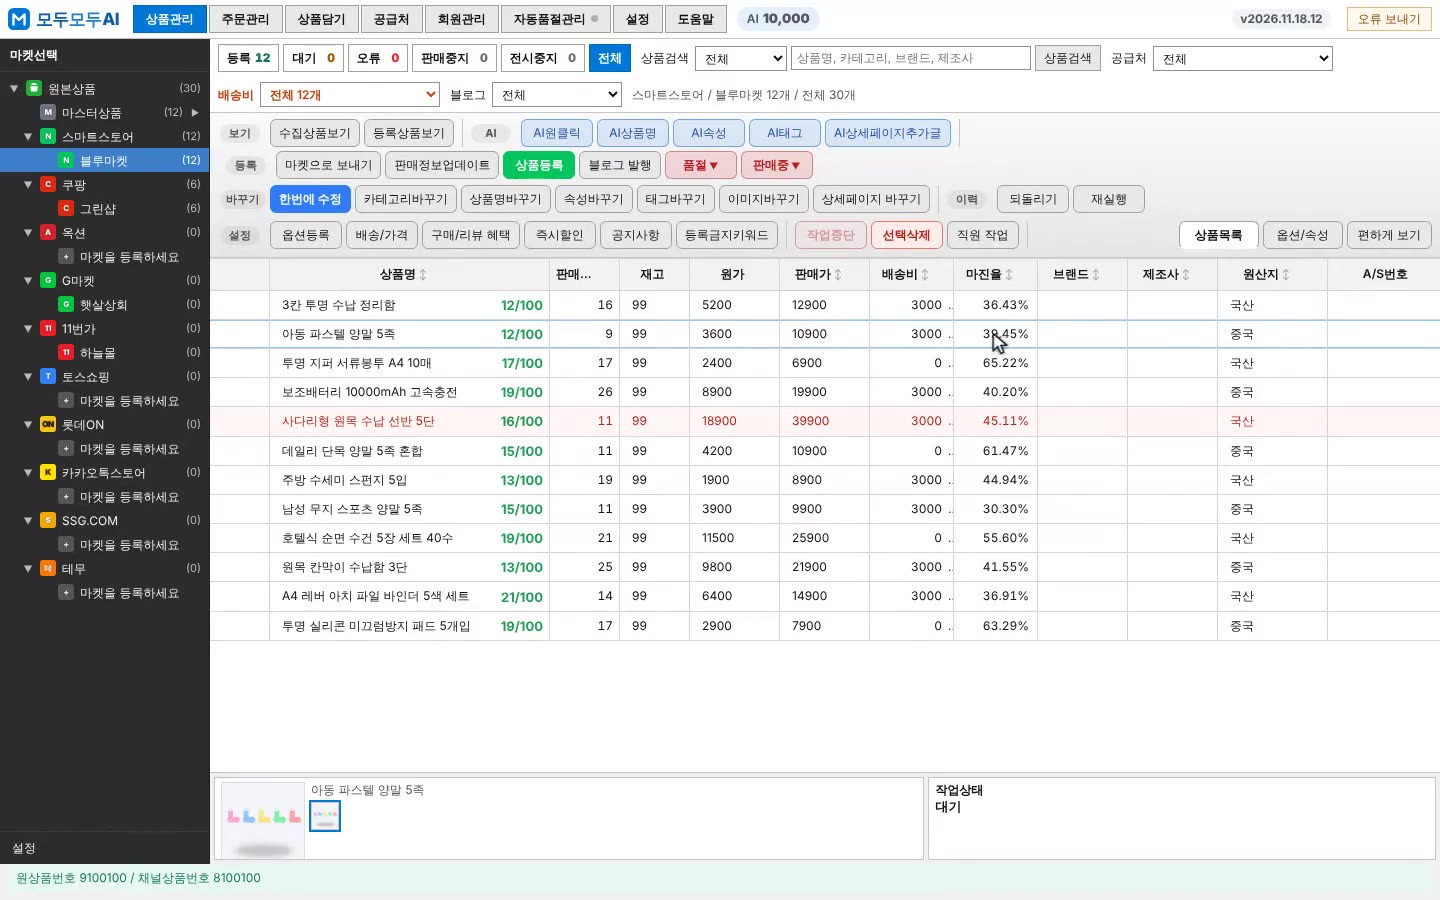 모두모두AI 상품관리 주문관리 상품담기 공급처 회원관리 자동품절관리 설정 도움말 AI 10,000 v2026.11.18.12 오류 보내기
마켓선택
원본상품 (30)
M 마스터상품 (12)
N 스마트스토어 (12)
N 블루마켓 (12)
C 쿠팡 (6)
C 그린샵 (6)
A 옥션 (0)
+ 마켓을 등록하세요
G G마켓 (0)
G 햇살상회 (0)
11 11번가 (0)
11 하늘몰 (0)
T 토스쇼핑 (0)
+ 마켓을 등록하세요
ON 롯데ON (0)
+ 마켓을 등록하세요
K 카카오톡스토어 (0)
+ 마켓을 등록하세요
S SSG.COM (0)
+ 마켓을 등록하세요
테 테무 (0)
+ 마켓을 등록하세요
설정
등록 12 대기 0 오류 0 판매중지 0 전시중지 0 전체 상품검색 전체 상품명, 카테고리, 브랜드, 제조사 상품검색 공급처 전체
배송비 전체 12개 블로그 전체 스마트스토어 / 블루마켓 12개 / 전체 30개
보기 수집상품보기 등록상품보기 AI AI원클릭 AI상품명 AI속성 AI태그 AI상세페이지추가글
등록 마켓으로 보내기 판매정보업데이트 상품등록 블로그 발행 품절▼ 판매중▼
바꾸기 한번에 수정 카테고리바꾸기 상품명바꾸기 속성바꾸기 태그바꾸기 이미지바꾸기 상세페이지 바꾸기 이력 되돌리기 재실행
설정 옵션등록 배송/가격 구매/리뷰 혜택 즉시할인 공지사항 등록금지키워드 작업중단 선택삭제 직원 작업 상품목록 옵션/속성 편하게 보기
상품명 판매... 재고 원가 판매가 배송비 마진율 브랜드 제조사 원산지 A/S번호
3칸 투명 수납 정리함 12/100 16 99 5200 12900 3000 .. 36.43% 국산
아동 파스텔 양말 5족 12/100 9 99 3600 10900 3000 .. 45% 중국
투명 지퍼 서류봉투 A4 10매 17/100 17 99 2400 6900 0 .. 65.22% 국산
보조배터리 10000mAh 고속충전 19/100 26 99 8900 19900 3000 .. 40.20% 중국
사다리형 원목 수납 선반 5단 16/100 11 99 18900 39900 3000 .. 45.11% 국산
데일리 단목 양말 5족 혼합 15/100 11 99 4200 10900 0 .. 61.47% 중국
주방 수세미 스펀지 5입 13/100 19 99 1900 8900 3000 .. 44.94% 국산
남성 무지 스포츠 양말 5족 15/100 11 99 3900 9900 3000 .. 30.30% 중국
호텔식 순면 수건 5장 세트 40수 19/100 21 99 11500 25900 0 .. 55.60% 국산
원목 칸막이 수납함 3단 13/100 25 99 9800 21900 3000 .. 41.55% 중국
A4 레버 아치 파일 바인더 5색 세트 21/100 14 99 6400 14900 3000 .. 36.91% 국산
투명 실리콘 미끄럼방지 패드 5개입 19/100 17 99 2900 7900 0 .. 63.29% 중국
아동 파스텔 양말 5족
작업상태
대기
원상품번호 9100100 / 채널상품번호 8100100